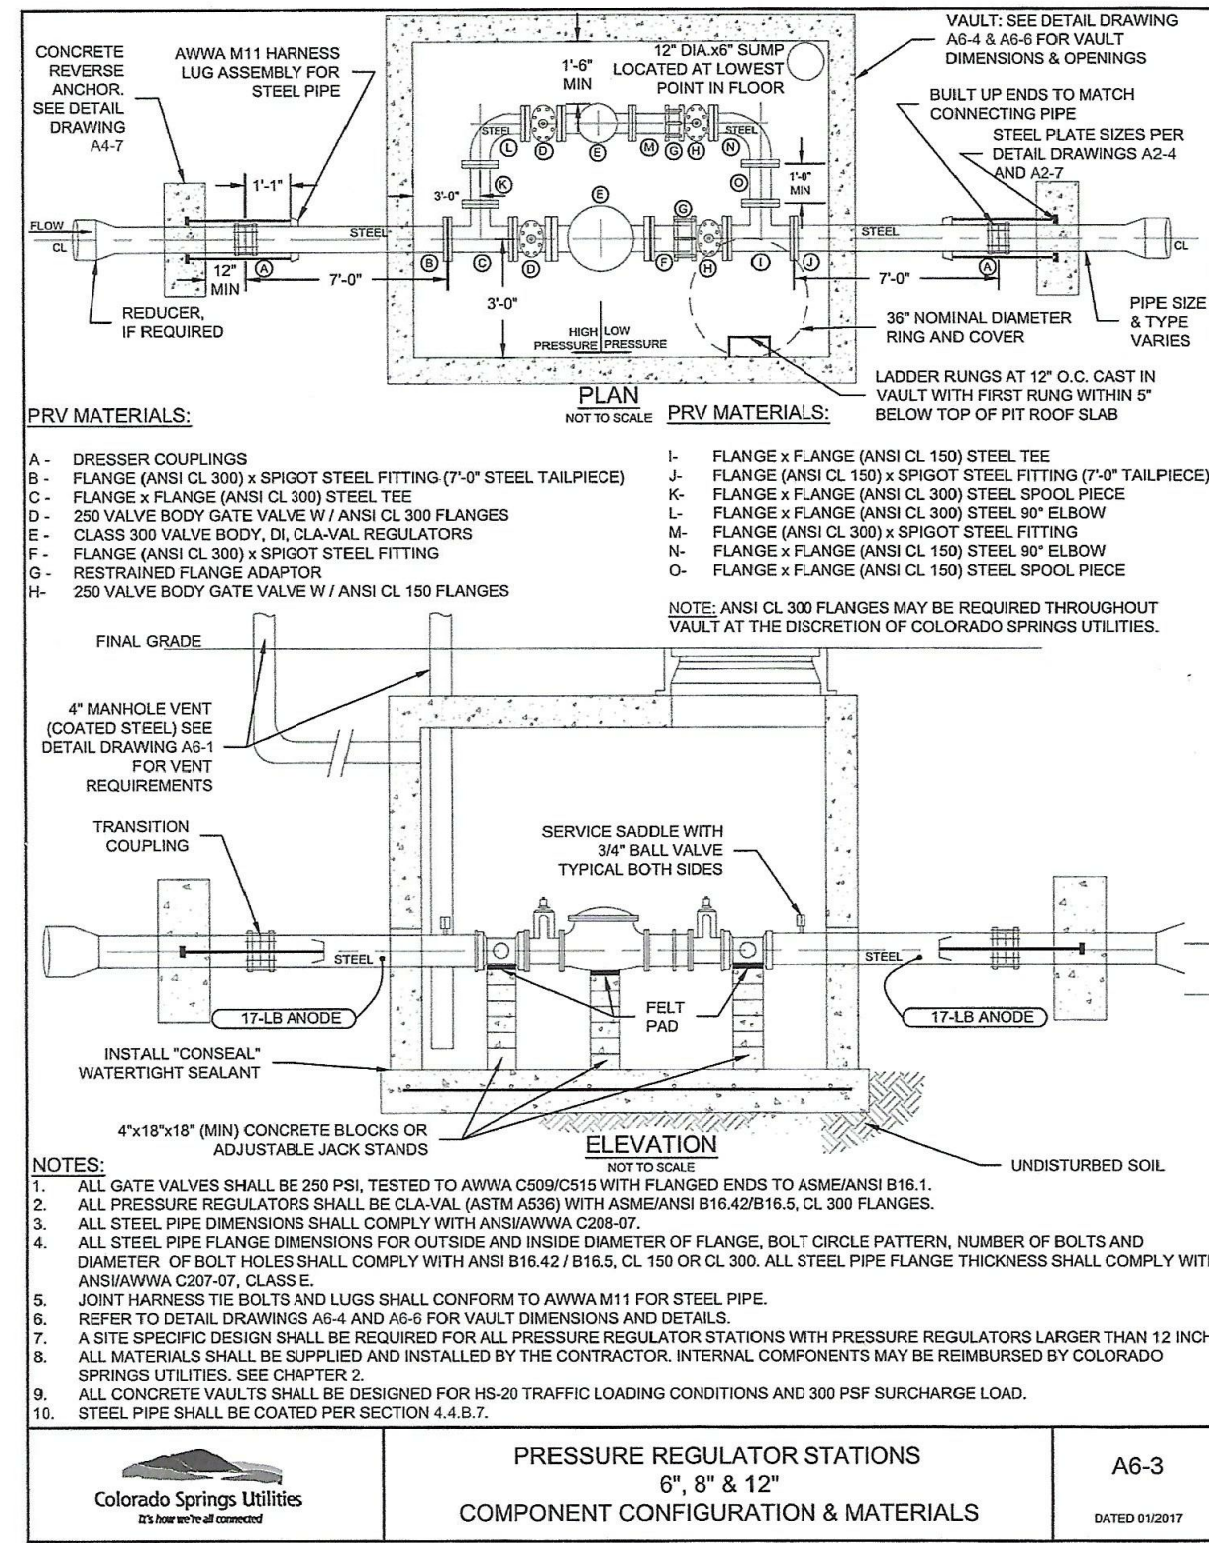 CONCRETE
REVERSE
ANCHOR.
SEE DETAIL
DRAWING
A4-7
AWWA M11 HARNESS
LUG ASSEMBLY FOR
STEEL PIPE
1'-6"
MIN
12" DIA.x6" SUMP
LOCATED AT LOWEST
POINT IN FLOOR
VAULT: SEE DETAIL DRAWING
A6-4 & A6-6 FOR VAULT
DIMENSIONS & OPENINGS
BUILT UP ENDS TO MATCH
CONNECTING PIPE
STEEL PLATE SIZES PER
DETAIL DRAWINGS A2-4
AND A2-7
STEEL
STEEL
L
D
E
M
G
H
N
1'-1"
3'-0"
K
O
1'-0"
MIN
E
G
FLOW
CL
STEEL
STEEL
CL
12"
MIN
A
7'-0"
B
C
D
F
H
I
J
7'-0"
A
3'-0"
REDUCER,
IF REQUIRED
HIGH LOW
PRESSURE PRESSURE
36" NOMINAL DIAMETER
RING AND COVER
PIPE SIZE
& TYPE
VARIES
LADDER RUNGS AT 12" O.C. CAST IN
VAULT WITH FIRST RUNG WITHIN 5"
BELOW TOP OF PIT ROOF SLAB
PLAN
NOT TO SCALE
PRV MATERIALS:
A - DRESSER COUPLINGS
B - FLANGE (ANSI CL 300) x SPIGOT STEEL FITTING (7'-0" STEEL TAILPIECE)
C - FLANGE x FLANGE (ANSI CL 300) STEEL TEE
D - 250 VALVE BODY GATE VALVE W / ANSI CL 300 FLANGES
E - CLASS 300 VALVE BODY, DI, CLA-VAL REGULATORS
F - FLANGE (ANSI CL 300) x SPIGOT STEEL FITTING
G - RESTRAINED FLANGE ADAPTOR
H- 250 VALVE BODY GATE VALVE W / ANSI CL 150 FLANGES
PRV MATERIALS:
I- FLANGE x FLANGE (ANSI CL 150) STEEL TEE
J- FLANGE (ANSI CL 150) x SPIGOT STEEL FITTING (7'-0" TAILPIECE)
K- FLANGE x FLANGE (ANSI CL 300) STEEL SPOOL PIECE
L- FLANGE x FLANGE (ANSI CL 300) STEEL 90° ELBOW
M- FLANGE (ANSI CL 300) x SPIGOT STEEL FITTING
N- FLANGE x FLANGE (ANSI CL 150) STEEL 90° ELBOW
O- FLANGE x FLANGE (ANSI CL 150) STEEL SPOOL PIECE
NOTE: ANSI CL 300 FLANGES MAY BE REQUIRED THROUGHOUT
VAULT AT THE DISCRETION OF COLORADO SPRINGS UTILITIES.
FINAL GRADE
4" MANHOLE VENT
(COATED STEEL) SEE
DETAIL DRAWING A6-1
FOR VENT
REQUIREMENTS
TRANSITION
COUPLING
SERVICE SADDLE WITH
3/4" BALL VALVE
TYPICAL BOTH SIDES
STEEL
STEEL
17-LB ANODE
FELT
PAD
17-LB ANODE
INSTALL "CONSEAL"
WATERTIGHT SEALANT
4"x18"x18" (MIN) CONCRETE BLOCKS OR
ADJUSTABLE JACK STANDS
ELEVATION
NOT TO SCALE
UNDISTURBED SOIL
NOTES:
1. ALL GATE VALVES SHALL BE 250 PSI, TESTED TO AWWA C509/C515 WITH FLANGED ENDS TO ASME/ANSI B16.1.
2. ALL PRESSURE REGULATORS SHALL BE CLA-VAL (ASTM A536) WITH ASME/ANSI B16.42/B16.5, CL 300 FLANGES.
3. ALL STEEL PIPE DIMENSIONS SHALL COMPLY WITH ANSI/AWWA C208-07.
4. ALL STEEL PIPE FLANGE DIMENSIONS FOR OUTSIDE AND INSIDE DIAMETER OF FLANGE, BOLT CIRCLE PATTERN, NUMBER OF BOLTS AND
DIAMETER OF BOLT HOLES SHALL COMPLY WITH ANSI B16.42 / B16.5, CL 150 OR CL 300. ALL STEEL PIPE FLANGE THICKNESS SHALL COMPLY WITH
ANSI/AWWA C207-07, CLASS E.
5. JOINT HARNESS TIE BOLTS AND LUGS SHALL CONFORM TO AWWA M11 FOR STEEL PIPE.
6. REFER TO DETAIL DRAWINGS A6-4 AND A6-6 FOR VAULT DIMENSIONS AND DETAILS.
7. A SITE SPECIFIC DESIGN SHALL BE REQUIRED FOR ALL PRESSURE REGULATOR STATIONS WITH PRESSURE REGULATORS LARGER THAN 12 INCH
8. ALL MATERIALS SHALL BE SUPPLIED AND INSTALLED BY THE CONTRACTOR. INTERNAL COMPONENTS MAY BE REIMBURSED BY COLORADO
SPRINGS UTILITIES. SEE CHAPTER 2.
9. ALL CONCRETE VAULTS SHALL BE DESIGNED FOR HS-20 TRAFFIC LOADING CONDITIONS AND 300 PSF SURCHARGE LOAD.
10. STEEL PIPE SHALL BE COATED PER SECTION 4.4.B.7.
Colorado Springs Utilities
It's how we're all connected
PRESSURE REGULATOR STATIONS
6", 8" & 12"
COMPONENT CONFIGURATION & MATERIALS
A6-3
DATED 01/2017